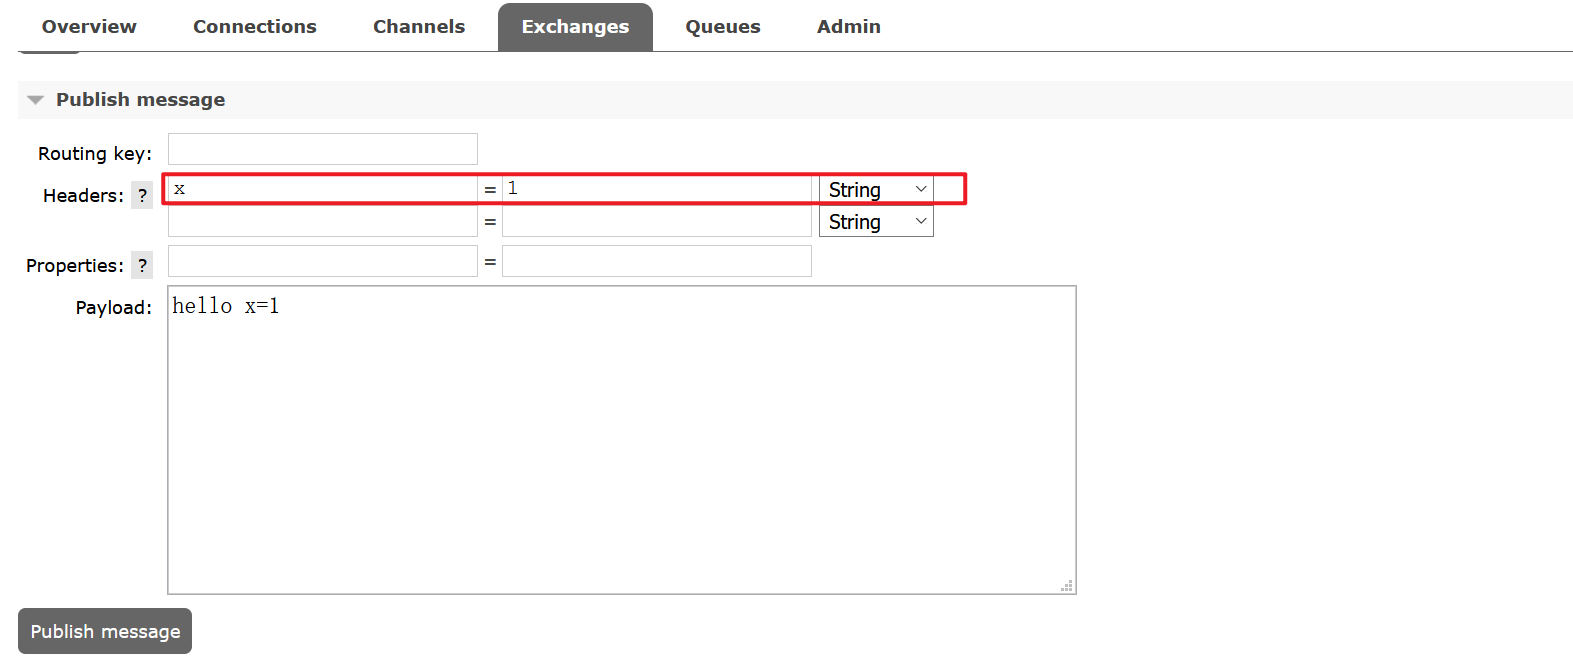 Overview Connections Channels Exchanges Queues Admin
Publish message
Routing key:
Headers: ? x = 1 String
= String
Properties: ? =
Payload: hello x=1
Publish message